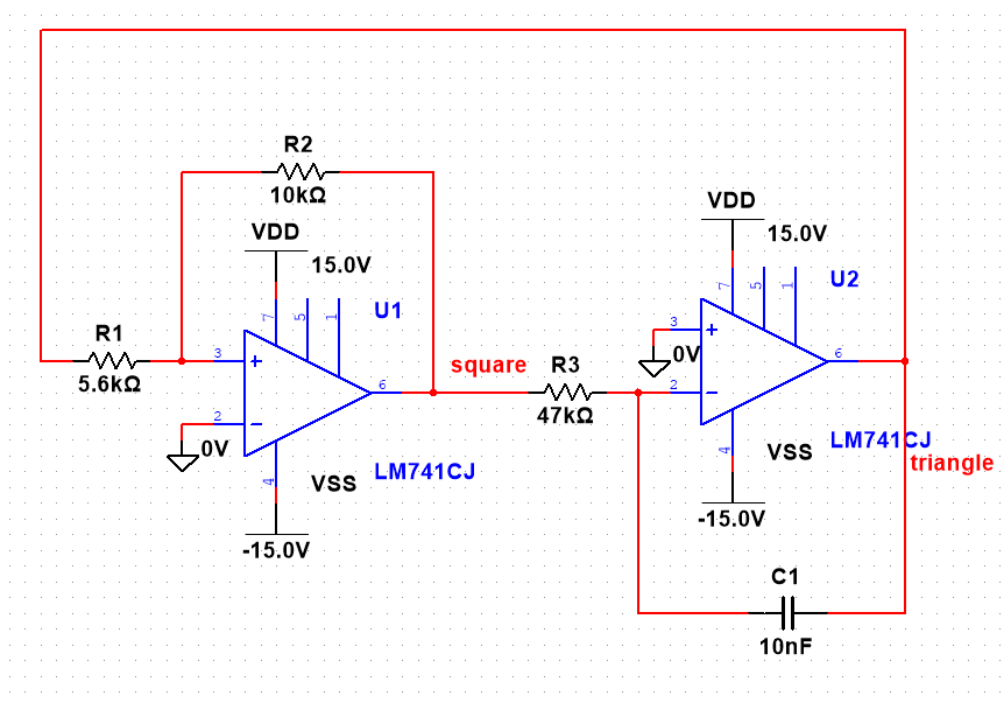 R2
10kΩ
VDD
15.0V
7
5
1
U1
R1
5.6kΩ
3
+
2
−
0V
6
4
VSS
LM741CJ
-15.0V
square
R3
47kΩ
VDD
15.0V
7
5
1
U2
3
+
0V
2
−
6
4
VSS
LM741CJ
triangle
-15.0V
C1
10nF